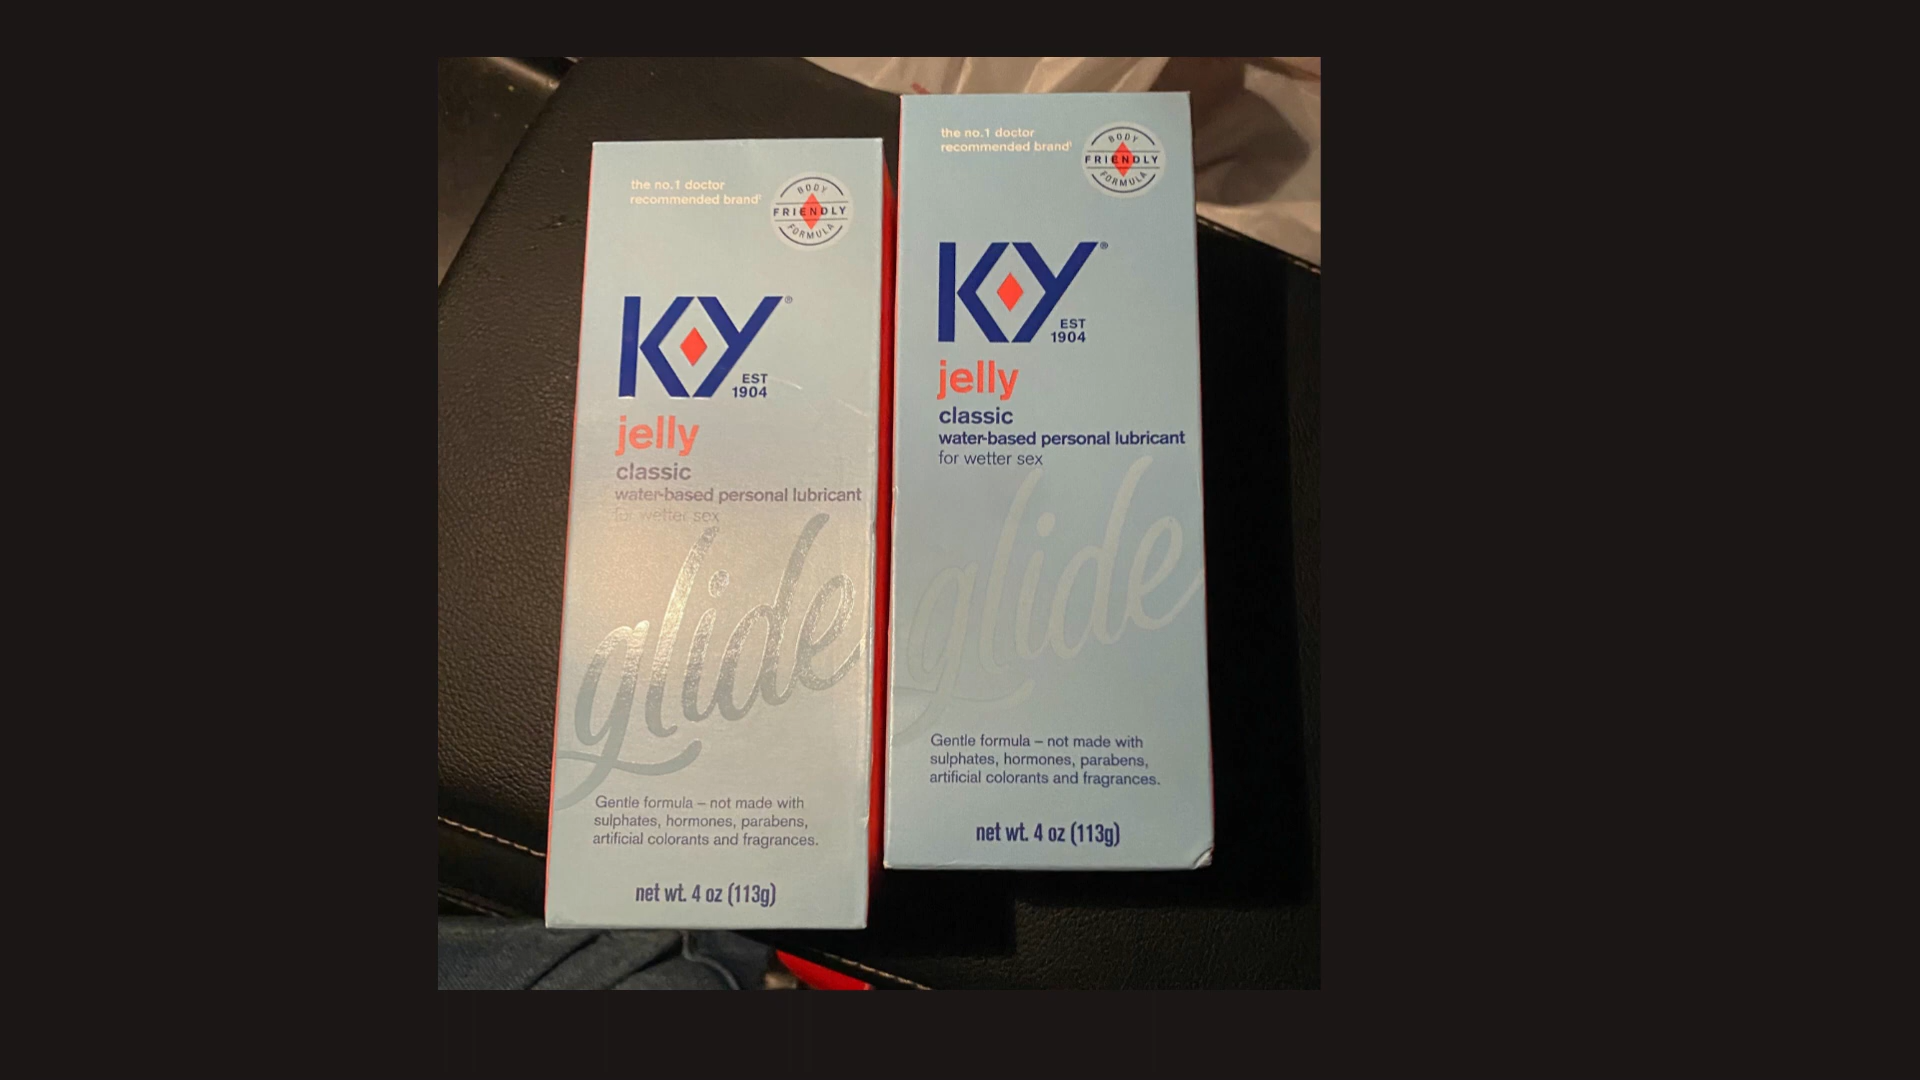 the no.1 doctor
recommended brand
BODY
FRIENDLY
FORMULA
KY®
EST
1904
jelly
classic
water-based personal lubricant
for wetter sex
glide
Gentle formula – not made with
sulphates, hormones, parabens,
artificial colorants and fragrances.
net wt. 4 oz (113g)
the no.1 doctor
recommended brand
BODY
FRIENDLY
FORMULA
KY®
EST
1904
jelly
classic
water-based personal lubricant
for wetter sex
glide
Gentle formula – not made with
sulphates, hormones, parabens,
artificial colorants and fragrances.
net wt. 4 oz (113g)